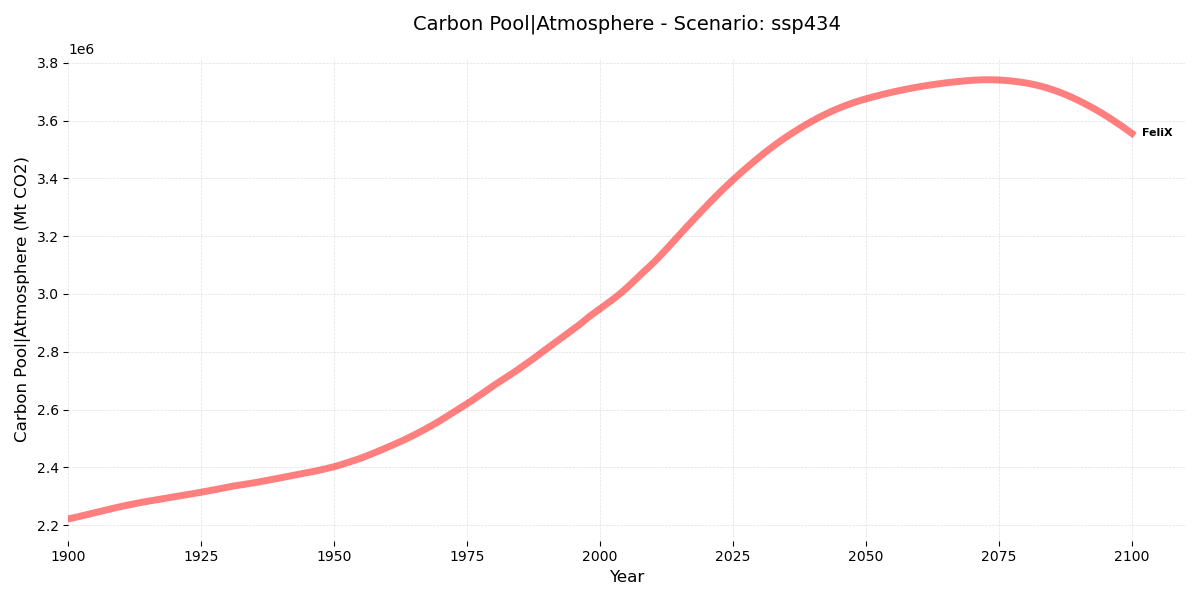 Carbon Pool|Atmosphere - Scenario: ssp434
1e6
3.8
3.6
3.4
3.2
3.0
2.8
2.6
2.4
2.2
Carbon Pool|Atmosphere (Mt CO2)
FeliX
1900 1925 1950 1975 2000 2025 2050 2075 2100
Year